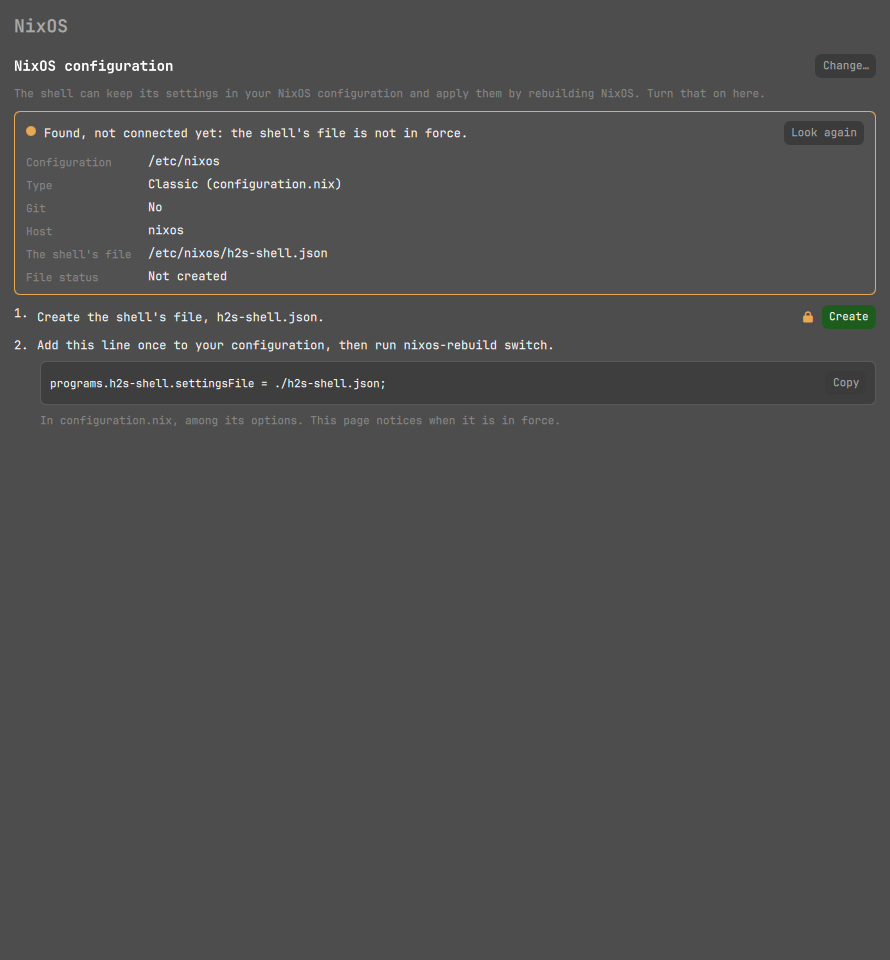 NixOS
NixOS configuration
Change…
The shell can keep its settings in your NixOS configuration and apply them by rebuilding NixOS. Turn that on here.
Found, not connected yet: the shell's file is not in force.
Look again
Configuration /etc/nixos
Type Classic (configuration.nix)
Git No
Host nixos
The shell's file /etc/nixos/h2s-shell.json
File status Not created
1. Create the shell's file, h2s-shell.json.
Create
2. Add this line once to your configuration, then run nixos-rebuild switch.
programs.h2s-shell.settingsFile = ./h2s-shell.json;
Copy
In configuration.nix, among its options. This page notices when it is in force.